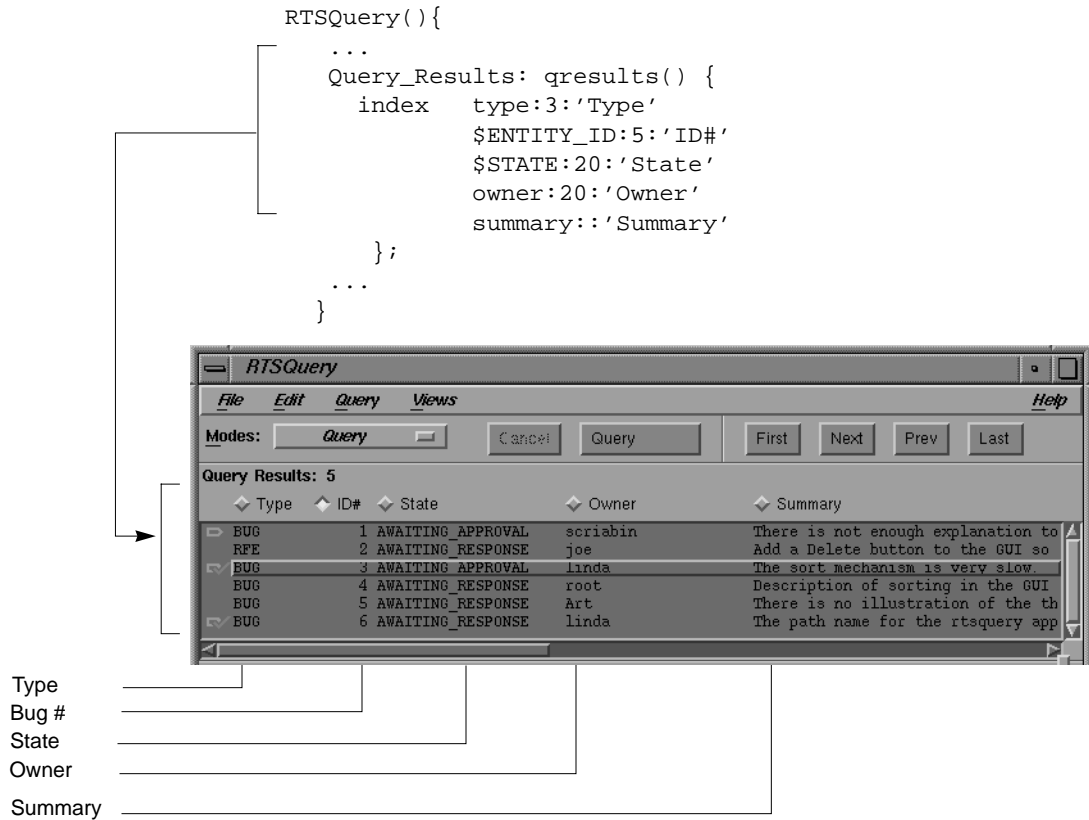 RTSQuery(){
...
Query_Results: qresults() {
index type:3:'Type'
$ENTITY_ID:5:'ID#'
$STATE:20:'State'
owner:20:'Owner'
summary::'Summary'
};
...
}
RTSQuery
File Edit Query Views Help
Modes: Query Cancel Query First Next Prev Last
Query Results: 5
Type ID# State Owner Summary
BUG 1 AWAITING_APPROVAL scriabin There is not enough explanation to
RFE 2 AWAITING_RESPONSE joe Add a Delete button to the GUI so
BUG 3 AWAITING_APPROVAL linda The sort mechanism is very slow.
BUG 4 AWAITING_RESPONSE root Description of sorting in the GUI
BUG 5 AWAITING_RESPONSE Art There is no illustration of the th
BUG 6 AWAITING_RESPONSE linda The path name for the rtsquery app
Type
Bug #
State
Owner
Summary